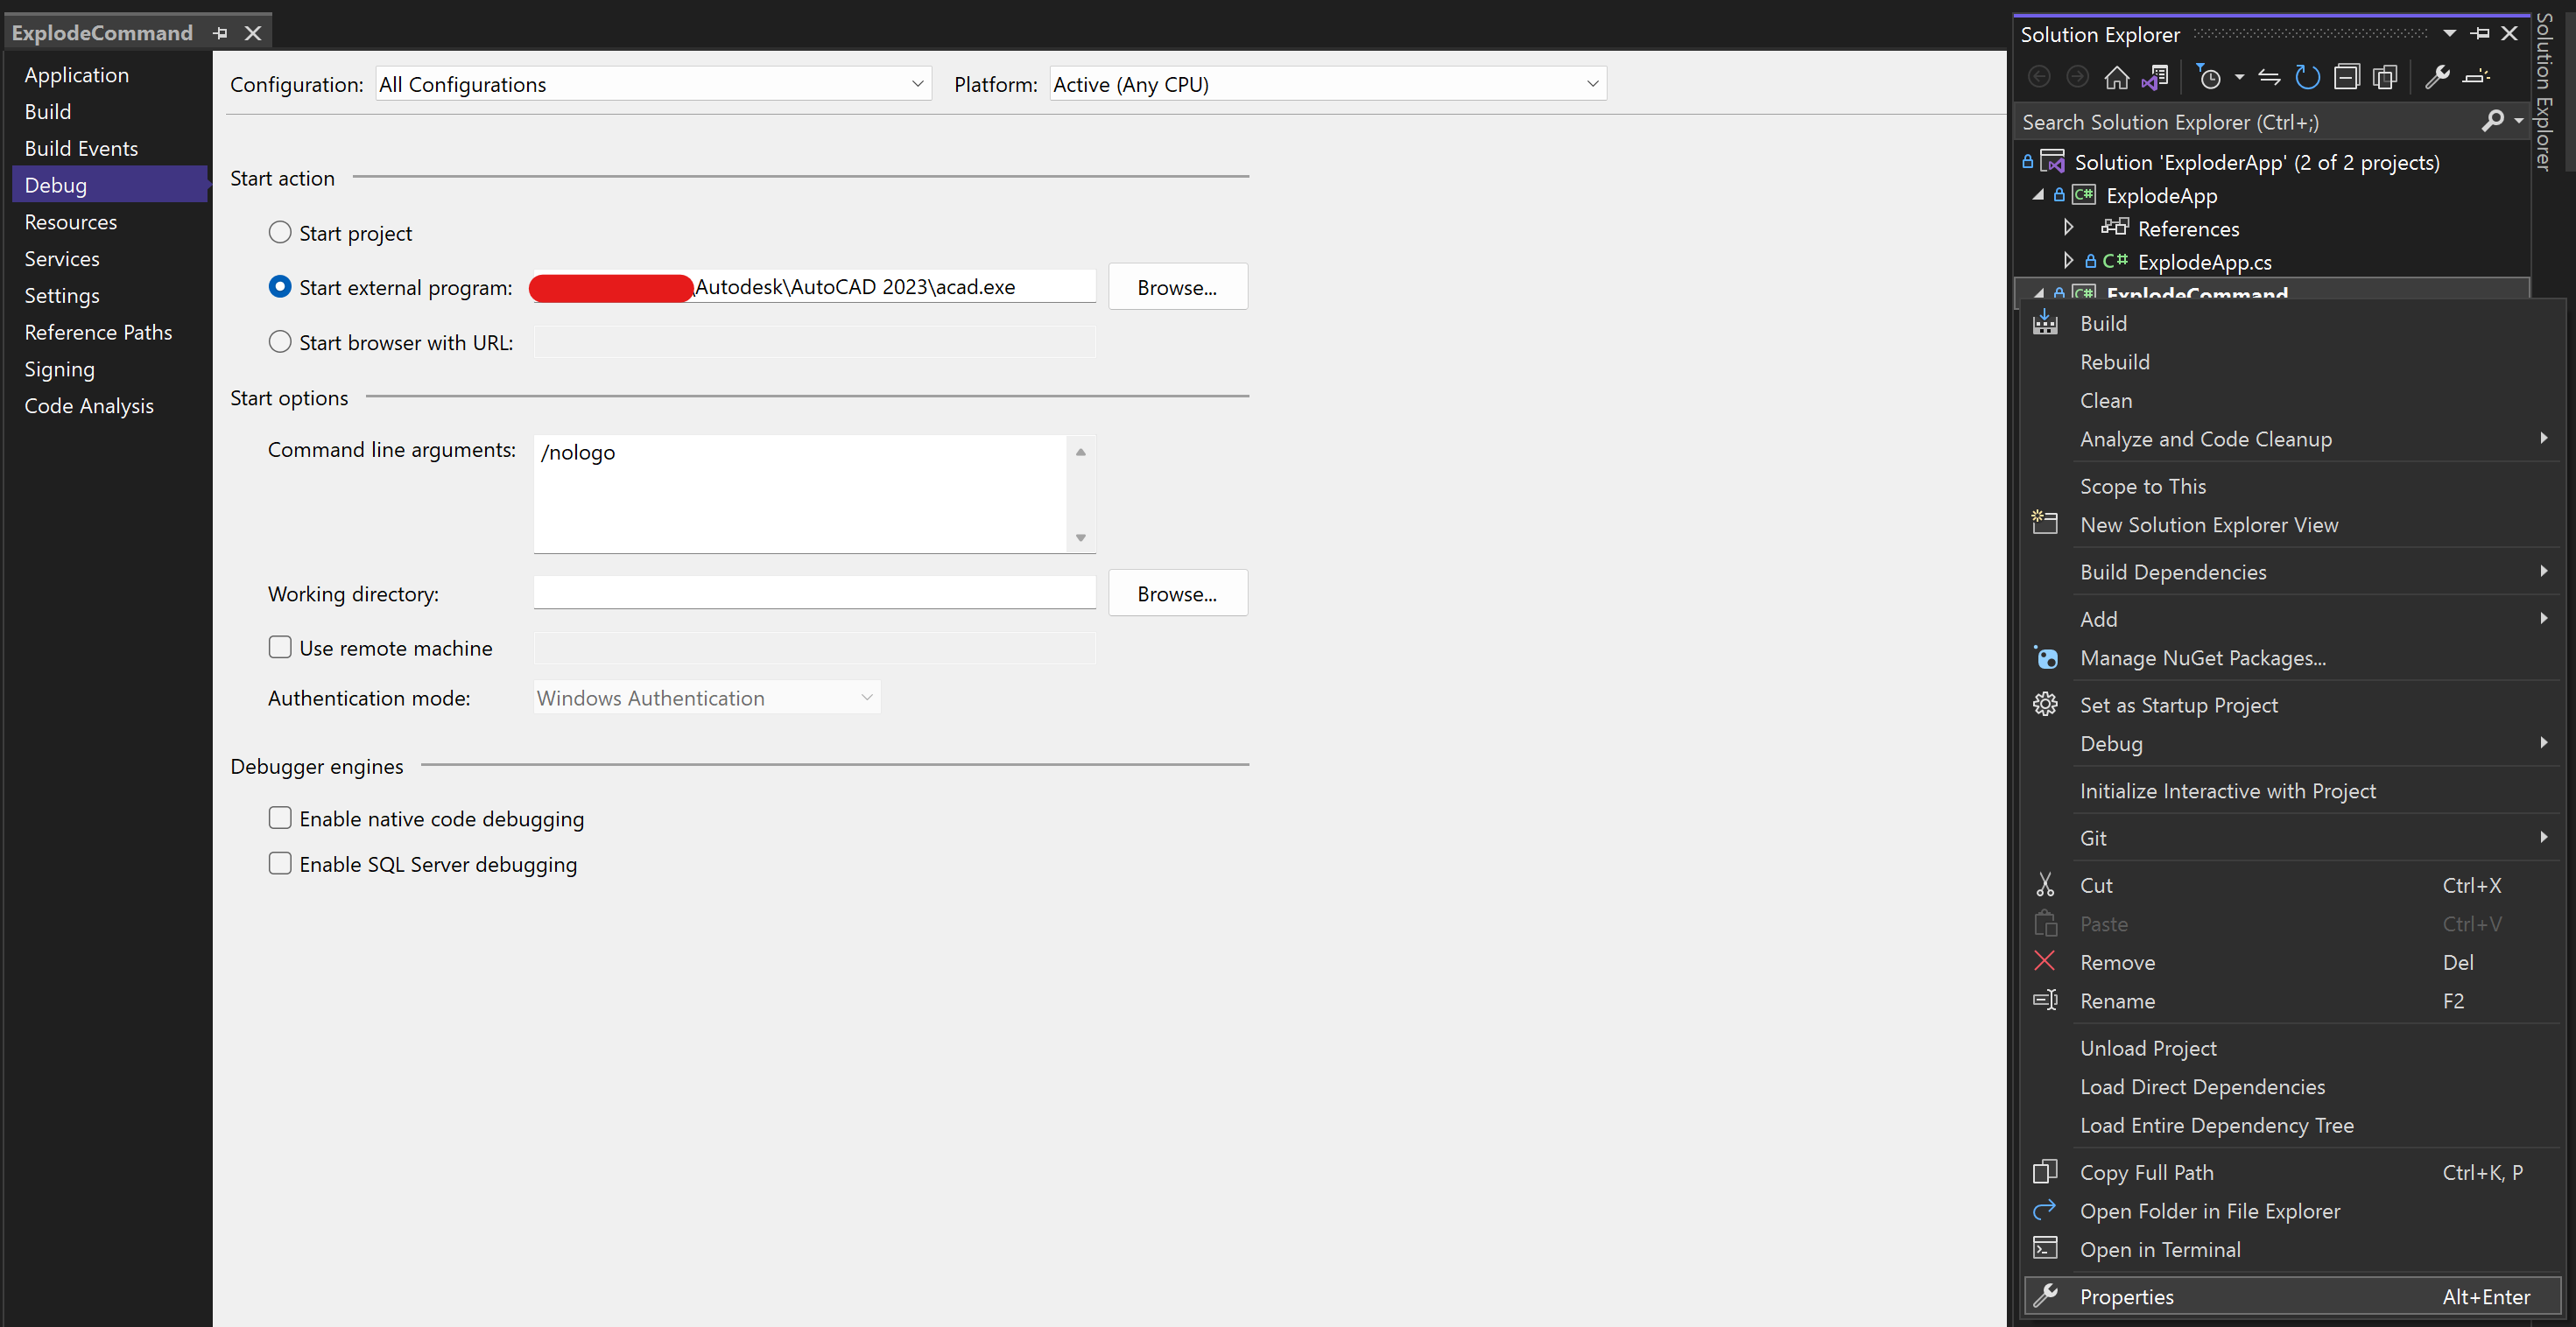 ExplodeCommand
Application
Build
Build Events
Debug
Resources
Services
Settings
Reference Paths
Signing
Code Analysis
Configuration: All Configurations Platform: Active (Any CPU)
Start action
Start project
Start external program: \Autodesk\AutoCAD 2023\acad.exe Browse...
Start browser with URL:
Start options
Command line arguments: /nologo
Working directory: Browse...
Use remote machine
Authentication mode: Windows Authentication
Debugger engines
Enable native code debugging
Enable SQL Server debugging
Solution Explorer
Search Solution Explorer (Ctrl+;)
Solution 'ExploderApp' (2 of 2 projects)
C# ExplodeApp
References
C# ExplodeApp.cs
C# ExplodeCommand
Build
Rebuild
Clean
Analyze and Code Cleanup
Scope to This
New Solution Explorer View
Build Dependencies
Add
Manage NuGet Packages...
Set as Startup Project
Debug
Initialize Interactive with Project
Git
Cut Ctrl+X
Paste Ctrl+V
Remove Del
Rename F2
Unload Project
Load Direct Dependencies
Load Entire Dependency Tree
Copy Full Path Ctrl+K, P
Open Folder in File Explorer
Open in Terminal
Properties Alt+Enter
Solution Explorer